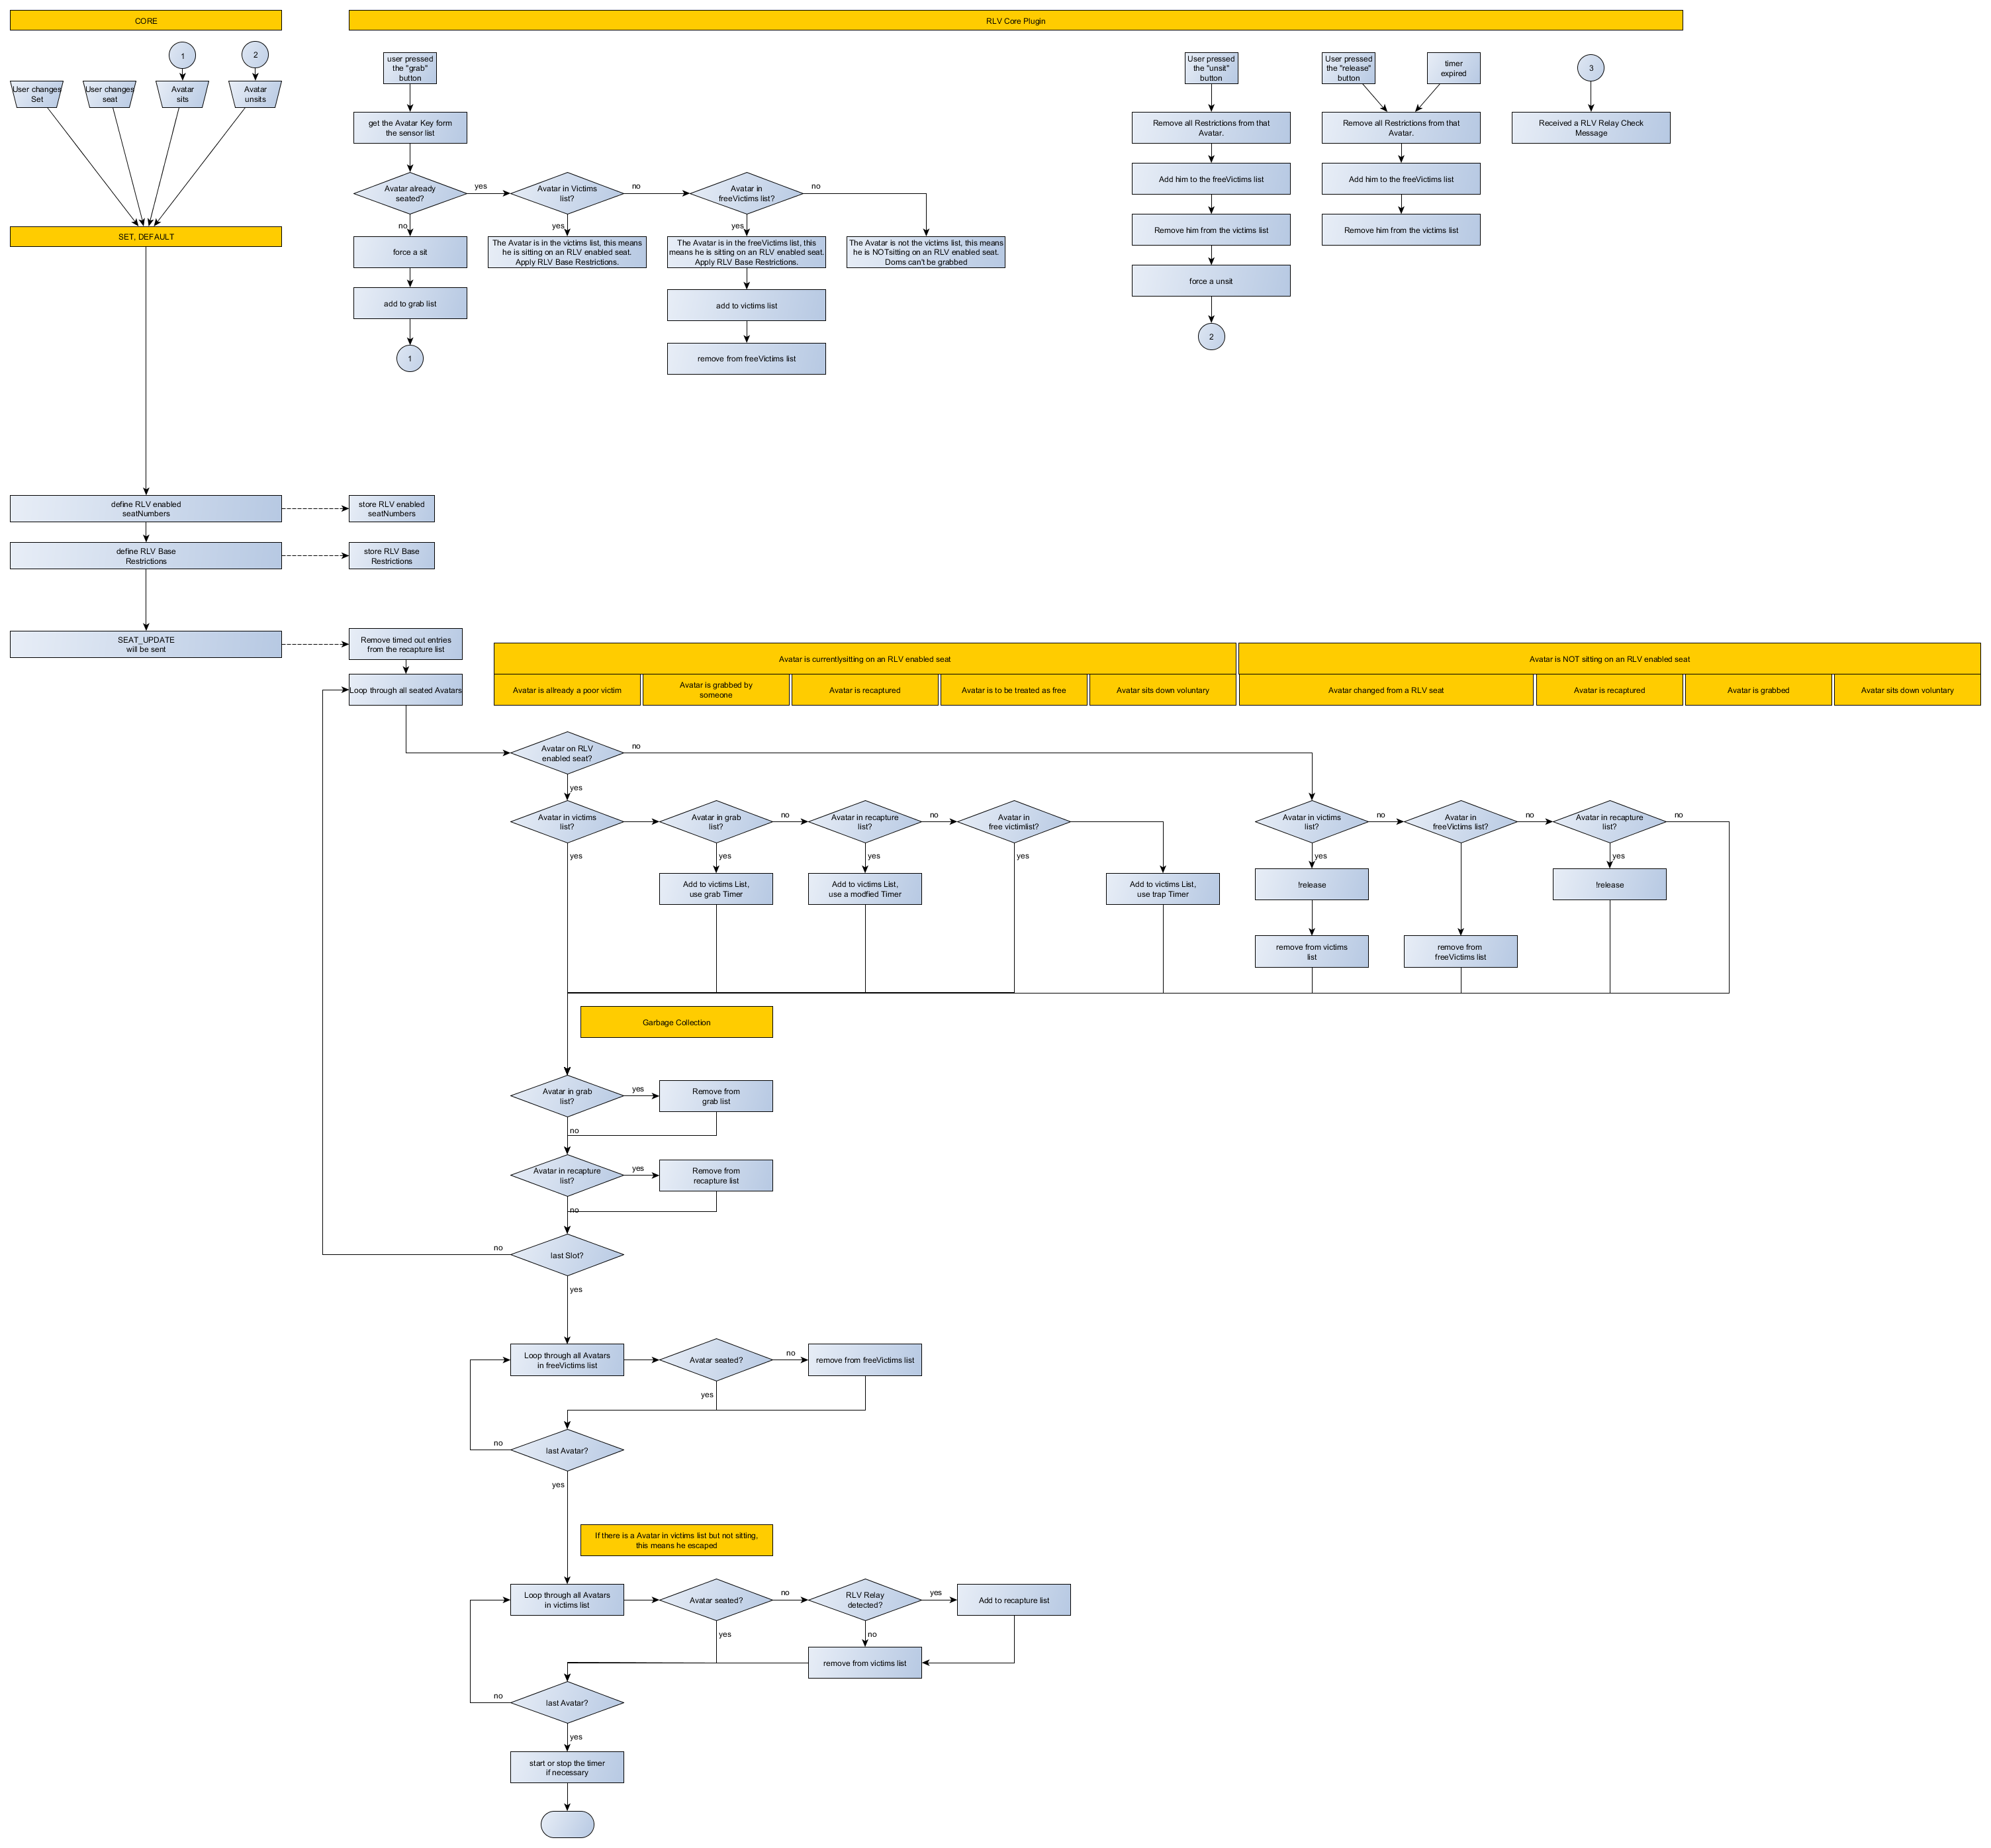 CORE
RLV Core Plugin
1
2
User changes
Set
User changes
seat
Avatar
sits
Avatar
unsits
user pressed
the "grab"
button
User pressed
the "unsit"
button
User pressed
the "release"
button
timer
expired
3
get the Avatar Key form
the sensor list
Remove all Restrictions from that
Avatar.
Remove all Restrictions from that
Avatar.
Received a RLV Relay Check
Message
Avatar already
seated?
yes
Avatar in Victims
list?
no
Avatar in
freeVictims list?
no
Add him to the freeVictims list
Add him to the freeVictims list
no
yes
yes
SET, DEFAULT
force a sit
The Avatar is in the victims list, this means
he is sitting on an RLV enabled seat.
Apply RLV Base Restrictions.
The Avatar is in the freeVictims list, this
means he is sitting on an RLV enabled seat.
Apply RLV Base Restrictions.
The Avatar is not the victims list, this means
he is NOTsitting on an RLV enabled seat.
Doms can't be grabbed
Remove him from the victims list
Remove him from the victims list
add to grab list
add to victims list
force a unsit
1
remove from freeVictims list
2
define RLV enabled
seatNumbers
store RLV enabled
seatNumbers
define RLV Base
Restrictions
store RLV Base
Restrictions
SEAT_UPDATE
will be sent
Remove timed out entries
from the recapture list
Avatar is currentlysitting on an RLV enabled seat
Avatar is NOT sitting on an RLV enabled seat
Loop through all seated Avatars
Avatar is allready a poor victim
Avatar is grabbed by
someone
Avatar is recaptured
Avatar is to be treated as free
Avatar sits down voluntary
Avatar changed from a RLV seat
Avatar is recaptured
Avatar is grabbed
Avatar sits down voluntary
Avatar on RLV
enabled seat?
no
yes
Avatar in victims
list?
Avatar in grab
list?
no
Avatar in recapture
list?
no
Avatar in
free victimlist?
Avatar in victims
list?
no
Avatar in
freeVictims list?
no
Avatar in recapture
list?
no
yes
yes
yes
yes
yes
yes
Add to victims List,
use grab Timer
Add to victims List,
use a modfied Timer
Add to victims List,
use trap Timer
!release
!release
remove from victims
list
remove from
freeVictims list
Garbage Collection
Avatar in grab
list?
yes
Remove from
grab list
no
Avatar in recapture
list?
yes
Remove from
recapture list
no
last Slot?
no
yes
Loop through all Avatars
in freeVictims list
Avatar seated?
no
remove from freeVictims list
yes
last Avatar?
no
yes
If there is a Avatar in victims list but not sitting,
this means he escaped
Loop through all Avatars
in victims list
Avatar seated?
no
RLV Relay
detected?
yes
Add to recapture list
yes
no
remove from victims list
last Avatar?
no
yes
start or stop the timer
if necessary